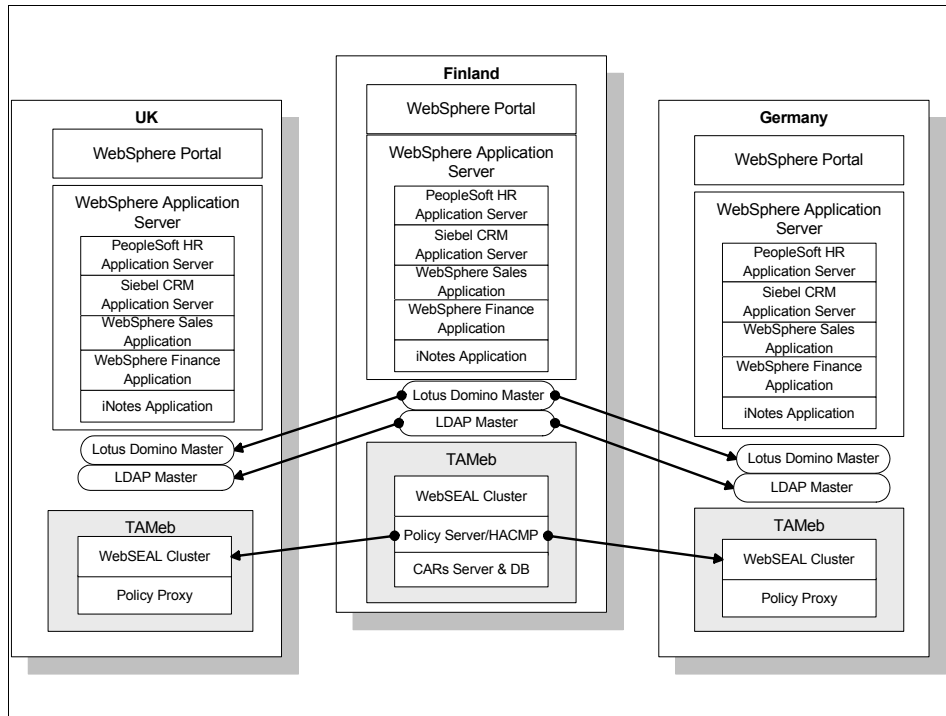 UK
WebSphere Portal
WebSphere Application
Server
PeopleSoft HR
Application Server
Siebel CRM
Application Server
WebSphere Sales
Application
WebSphere Finance
Application
iNotes Application
Lotus Domino Master
LDAP Master
TAMeb
WebSEAL Cluster
Policy Proxy
Finland
WebSphere Portal
WebSphere Application
Server
PeopleSoft HR
Application Server
Siebel CRM
Application Server
WebSphere Sales
Application
WebSphere Finance
Application
iNotes Application
Lotus Domino Master
LDAP Master
TAMeb
WebSEAL Cluster
Policy Server/HACMP
CARs Server & DB
Germany
WebSphere Portal
WebSphere Application
Server
PeopleSoft HR
Application Server
Siebel CRM
Application Server
WebSphere Sales
Application
WebSphere Finance
Application
iNotes Application
Lotus Domino Master
LDAP Master
TAMeb
WebSEAL Cluster
Policy Proxy